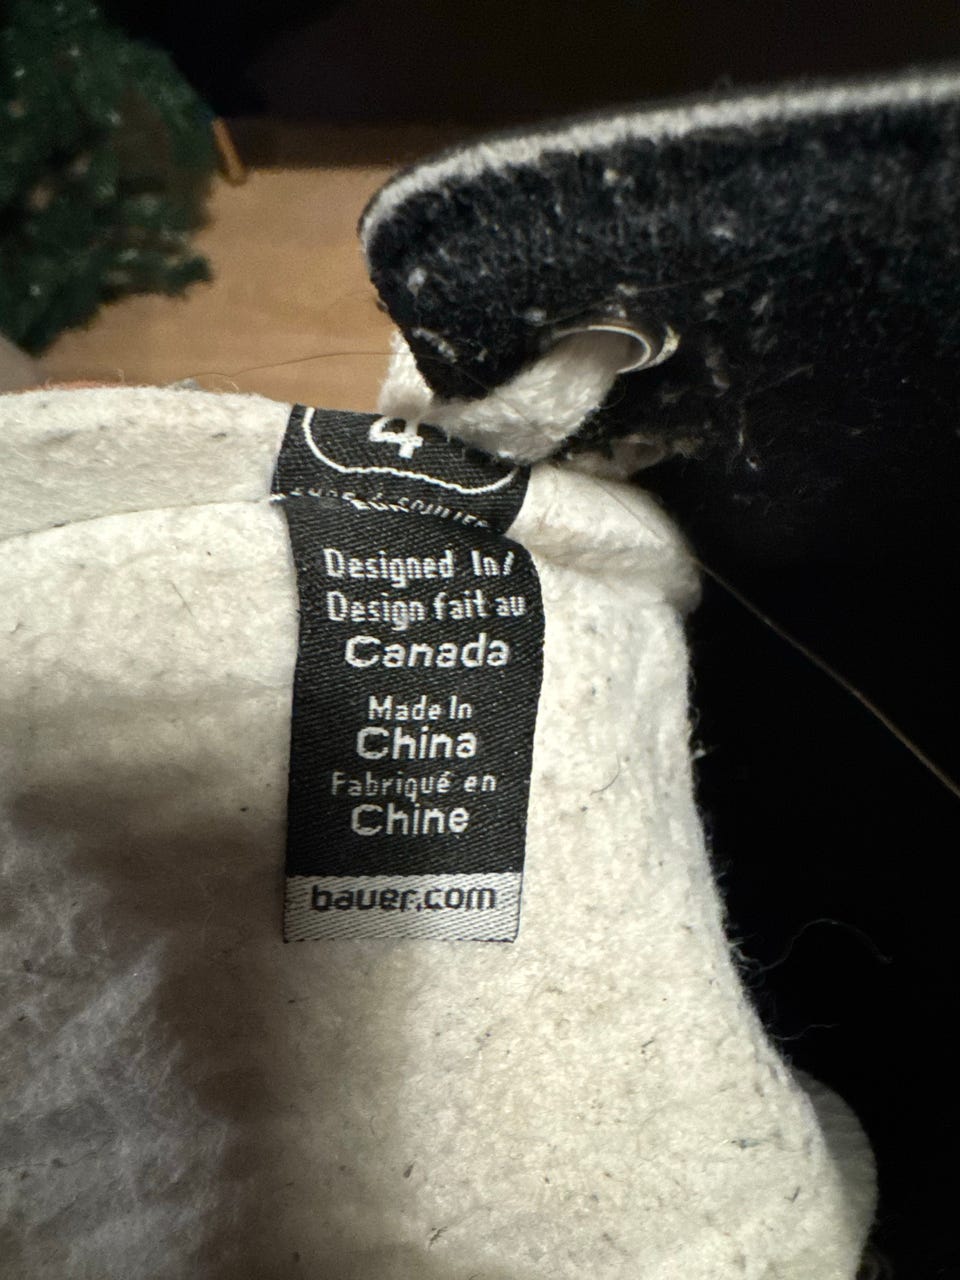 4
Designed In/
Design fait au
Canada
Made In
China
Fabriqué en
Chine
bauer.com